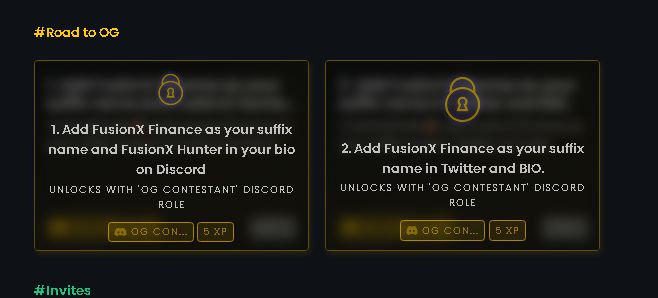 #Road to OG
1. Add FusionX Finance as your suffix
name and FusionX Hunter in your bio
on Discord
UNLOCKS WITH 'OG CONTESTANT' DISCORD
ROLE
OG CON...
5 XP
2. Add FusionX Finance as your suffix
name in Twitter and BIO.
UNLOCKS WITH 'OG CONTESTANT' DISCORD
ROLE
OG CON...
5 XP
#Invites